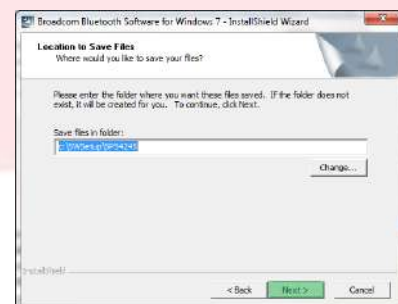 Broadcom Bluetooth Software for Windows 7 - InstallShield Wizard
Location to Save Files
Where would you like to save your files?
Please enter the folder where you want these files saved. If the folder does not
exist, it will be created for you. To continue, click Next.
Save files in folder:
c:\SWSetup\SP54245
Change...
InstallShield
< Back
Next >
Cancel